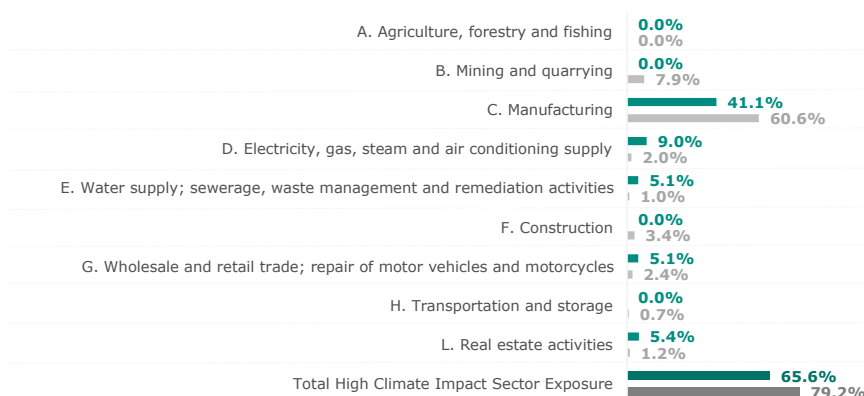 A. Agriculture, forestry and fishing
0.0%
0.0%
B. Mining and quarrying
0.0%
7.9%
C. Manufacturing
41.1%
60.6%
D. Electricity, gas, steam and air conditioning supply
9.0%
2.0%
E. Water supply; sewerage, waste management and remediation activities
5.1%
1.0%
F. Construction
0.0%
3.4%
G. Wholesale and retail trade; repair of motor vehicles and motorcycles
5.1%
2.4%
H. Transportation and storage
0.0%
0.7%
L. Real estate activities
5.4%
1.2%
Total High Climate Impact Sector Exposure
65.6%
79.2%